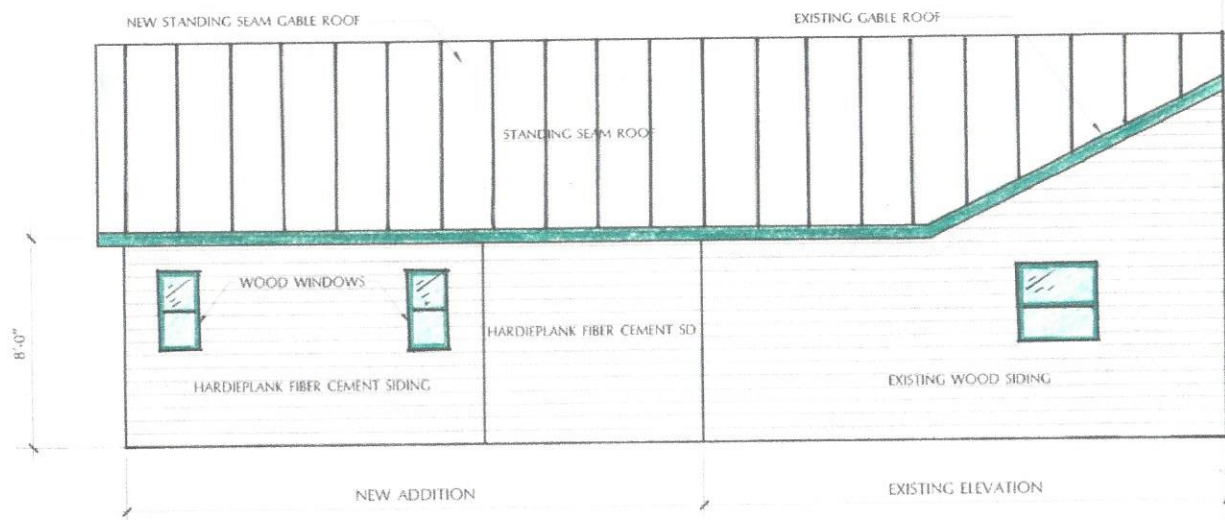 NEW STANDING SEAM GABLE ROOF
EXISTING GABLE ROOF
STANDING SEAM ROOF
WOOD WINDOWS
HARDIEPLANK FIBER CEMENT SD
8'-0"
HARDIEPLANK FIBER CEMENT SIDING
EXISTING WOOD SIDING
NEW ADDITION
EXISTING ELEVATION